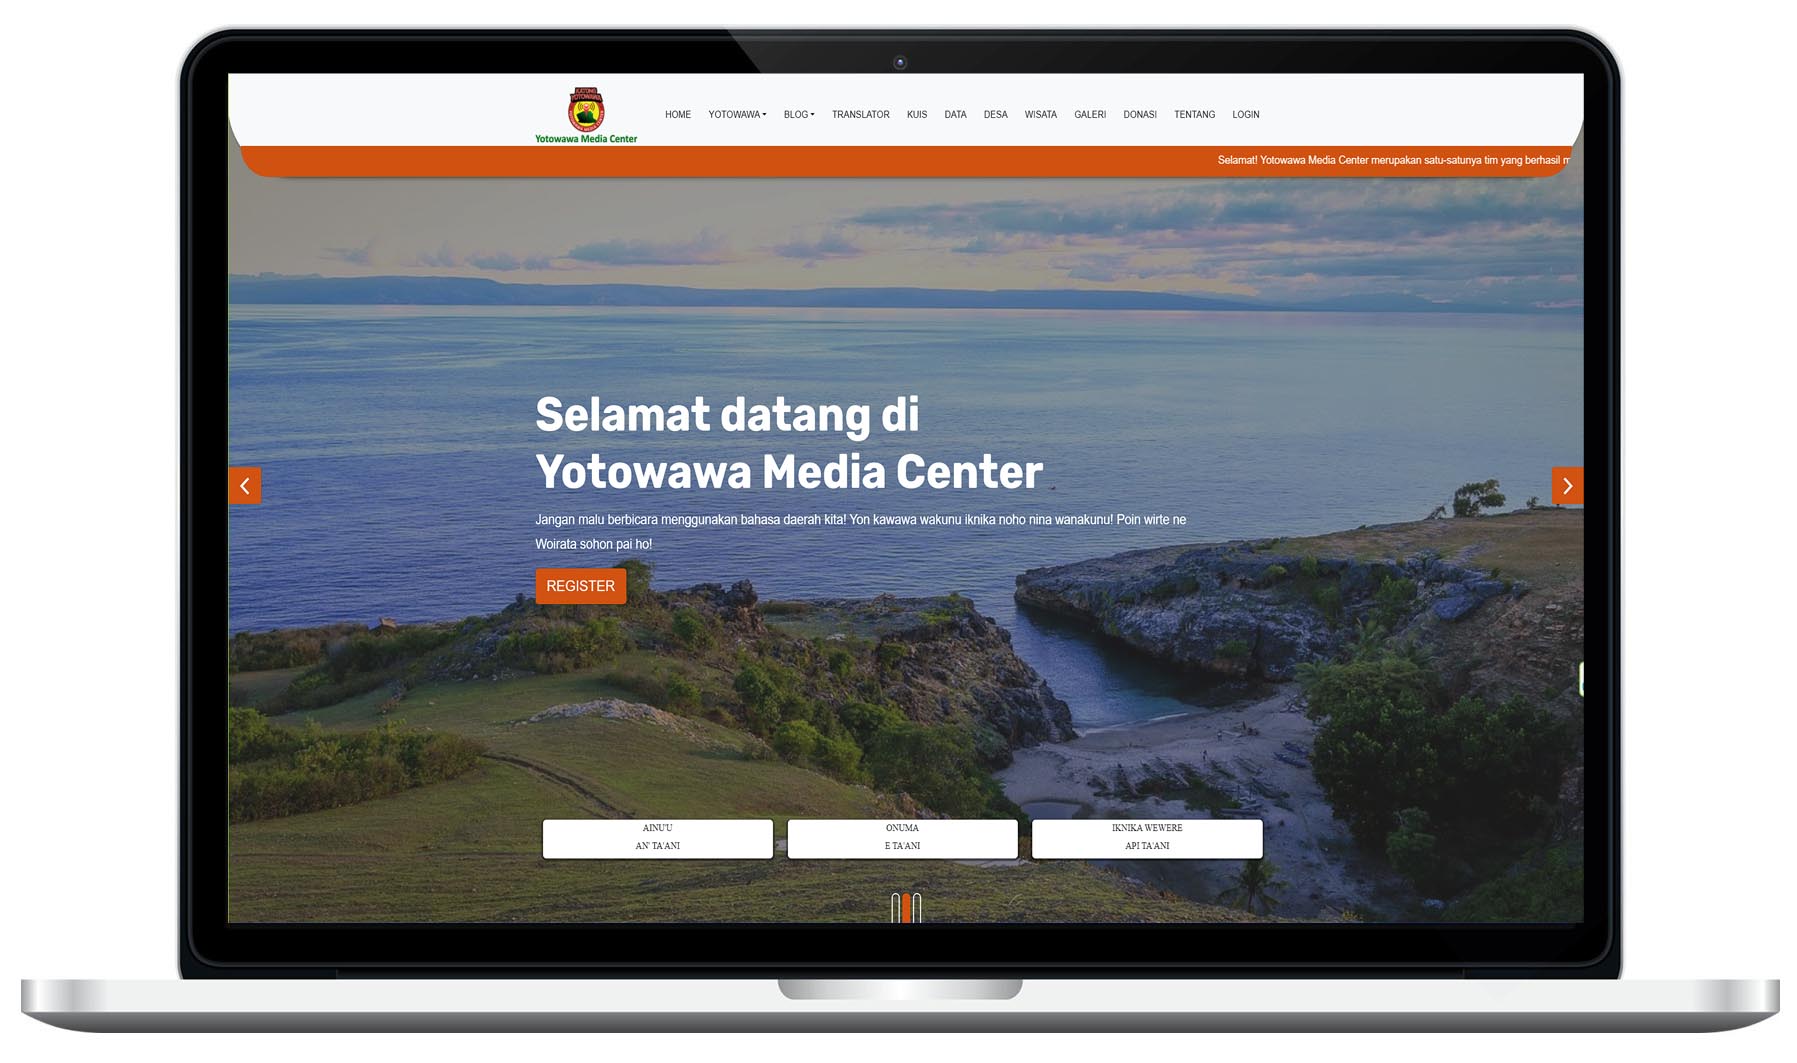 KATONG
YOTOWAWA
Yotowawa Media Center
HOME YOTOWAWA BLOG TRANSLATOR KUIS DATA DESA WISATA GALERI DONASI TENTANG LOGIN
Selamat! Yotowawa Media Center merupakan satu-satunya tim yang berhasil
Selamat datang di
Yotowawa Media Center
Jangan malu berbicara menggunakan bahasa daerah kita! Yon kawawa wakunu iknika noho nina wanakunu! Poin wirte ne
Woirata sohon pai ho!
REGISTER
AINU'U
AN' TA'ANI
ONUMA
E TA'ANI
IKNIKA WEWERE
API TA'ANI